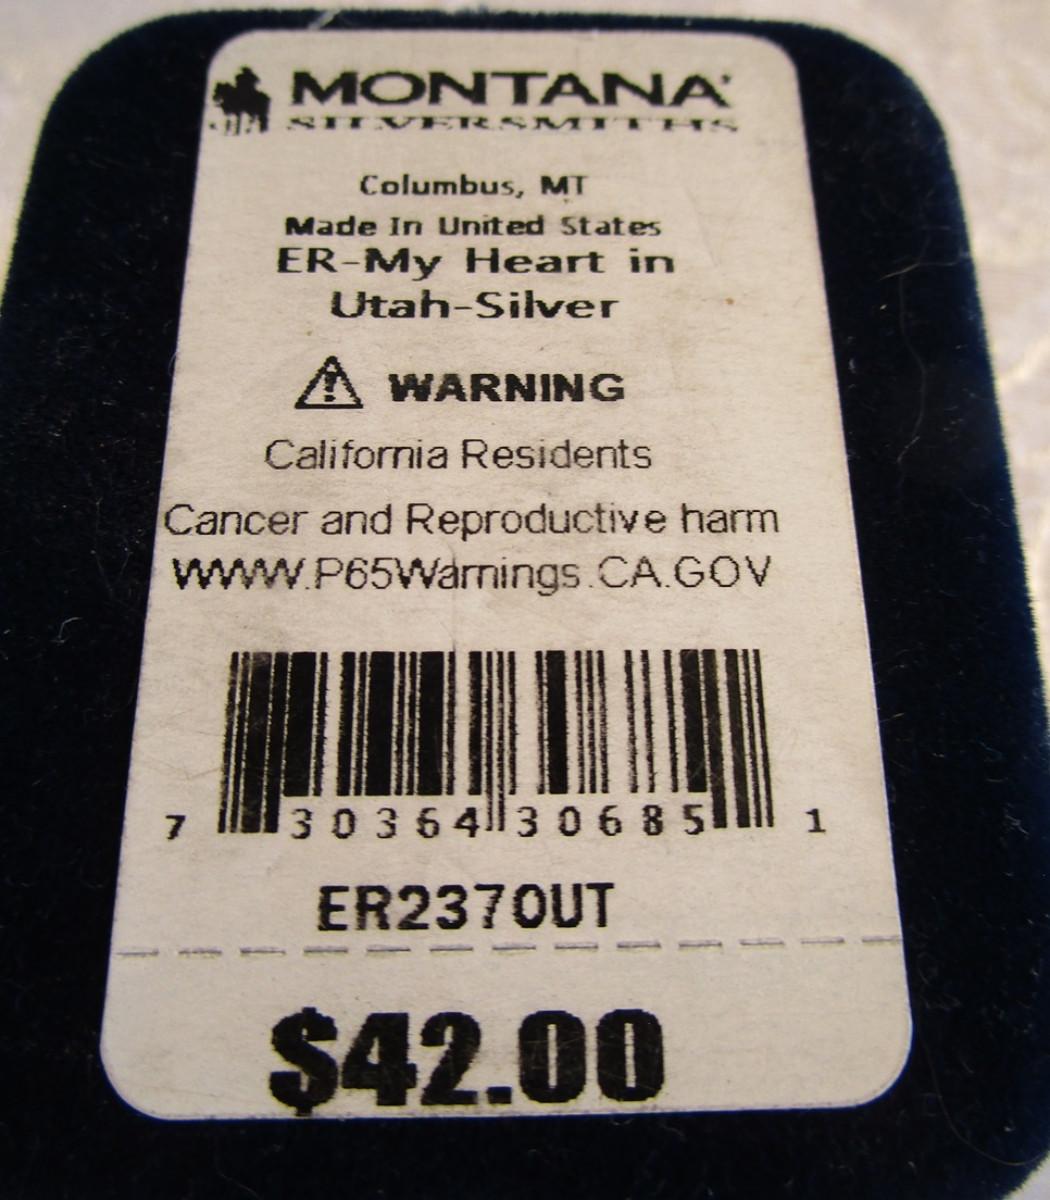 MONTANA
SILVERSMITHS
Columbus, MT
Made In United States
ER-My Heart in
Utah-Silver
WARNING
California Residents
Cancer and Reproductive harm
WWW.P65Warnings.CA.GOV
7 30364 30685 1
ER2370UT
$42.00